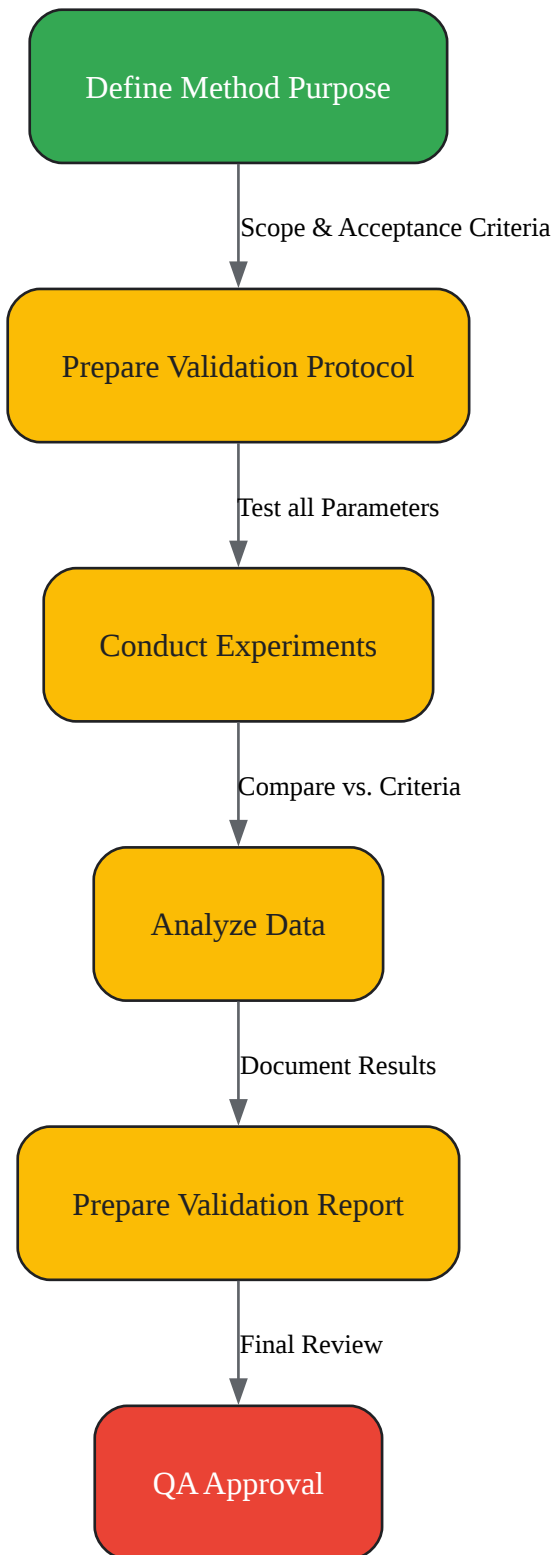 Define Method Purpose
Scope & Acceptance Criteria
Prepare Validation Protocol
Test all Parameters
Conduct Experiments
Compare vs. Criteria
Analyze Data
Document Results
Prepare Validation Report
Final Review
QA Approval